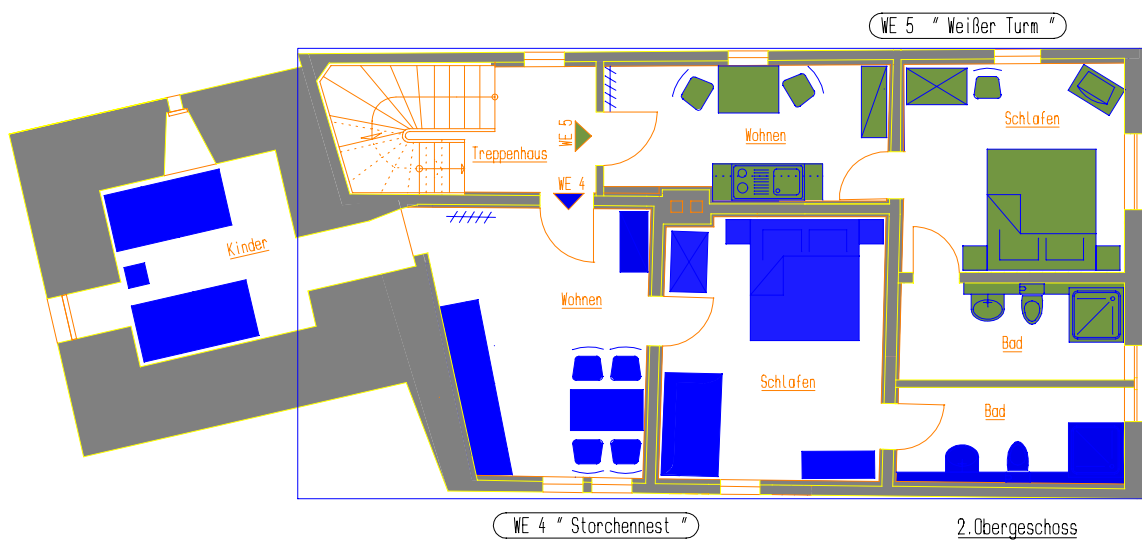 WE 5 " Weißer Turm "
Schlafen
Wohnen
WE 5
Treppenhaus
WE 4
Kinder
Wohnen
Bad
Schlafen
Bad
WE 4 " Storchennest "
2.Obergeschoss